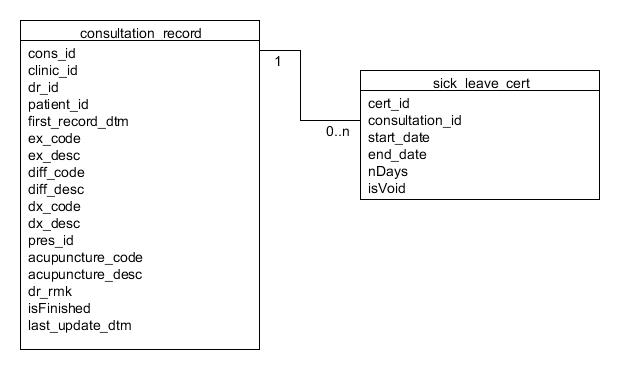 consultation_record
cons_id
clinic_id
dr_id
patient_id
first_record_dtm
ex_code
ex_desc
diff_code
diff_desc
dx_code
dx_desc
pres_id
acupuncture_code
acupuncture_desc
dr_rmk
isFinished
last_update_dtm
1
0..n
sick_leave_cert
cert_id
consultation_id
start_date
end_date
nDays
isVoid